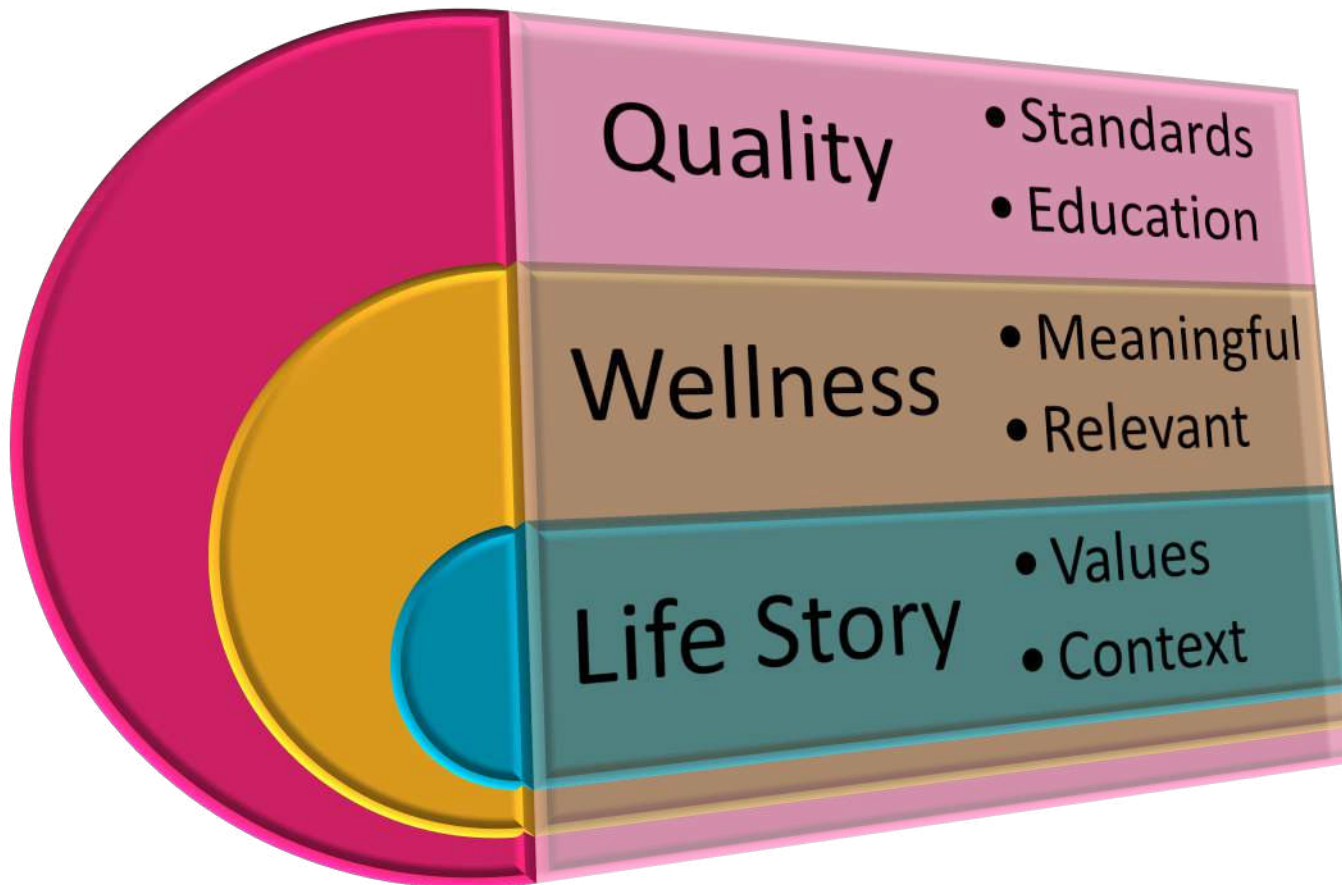 Quality
• Standards
• Education
Wellness
• Meaningful
• Relevant
Life Story
• Values
• Context